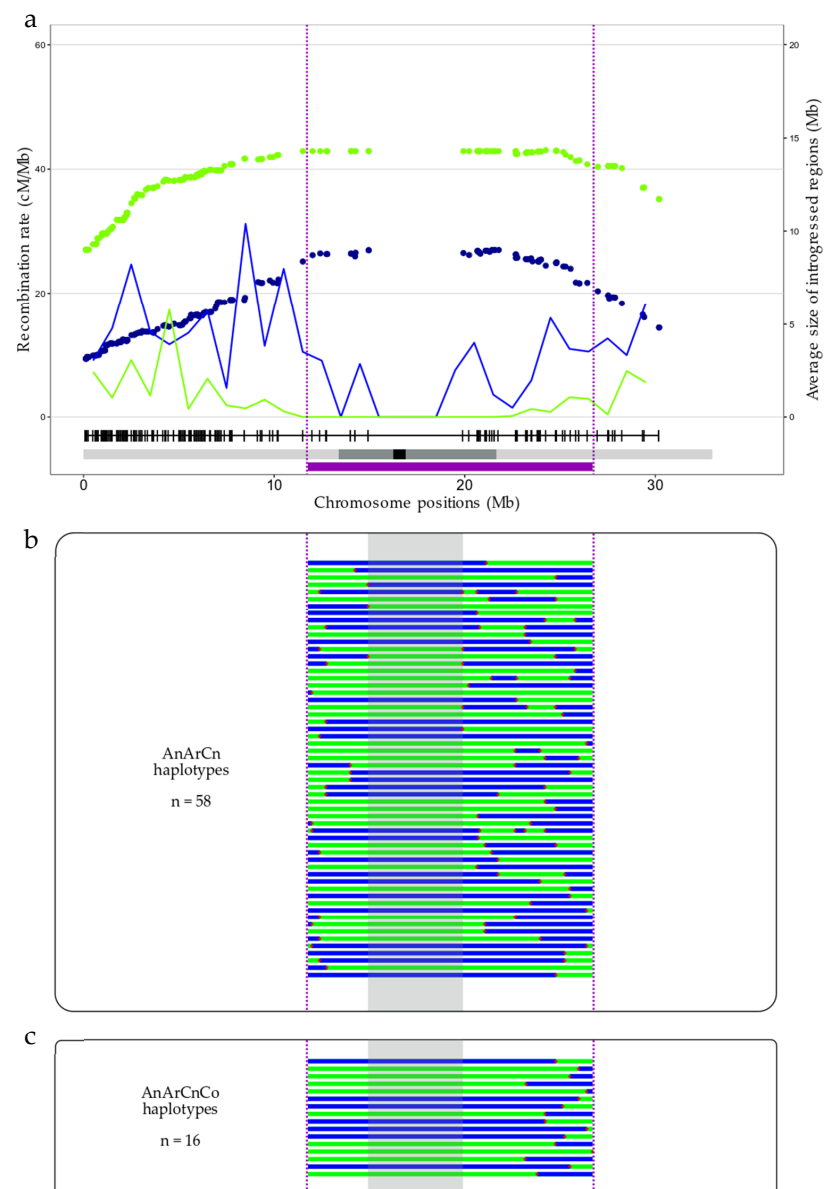 a
60
40
20
0
Recombination rate (cM/Mb)
20
15
10
5
0
Average size of introgressed regions (Mb)
0
10
20
30
Chromosome positions (Mb)
b
AnArCn
haplotypes
n = 58
c
AnArCnCo
haplotypes
n = 16